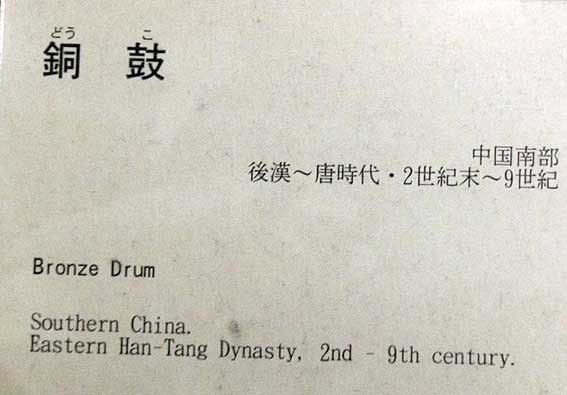 どう こ
銅 鼓
中国南部
後漢～唐時代・2世紀末～9世紀
Bronze Drum
Southern China.
Eastern Han-Tang Dynasty, 2nd - 9th century.